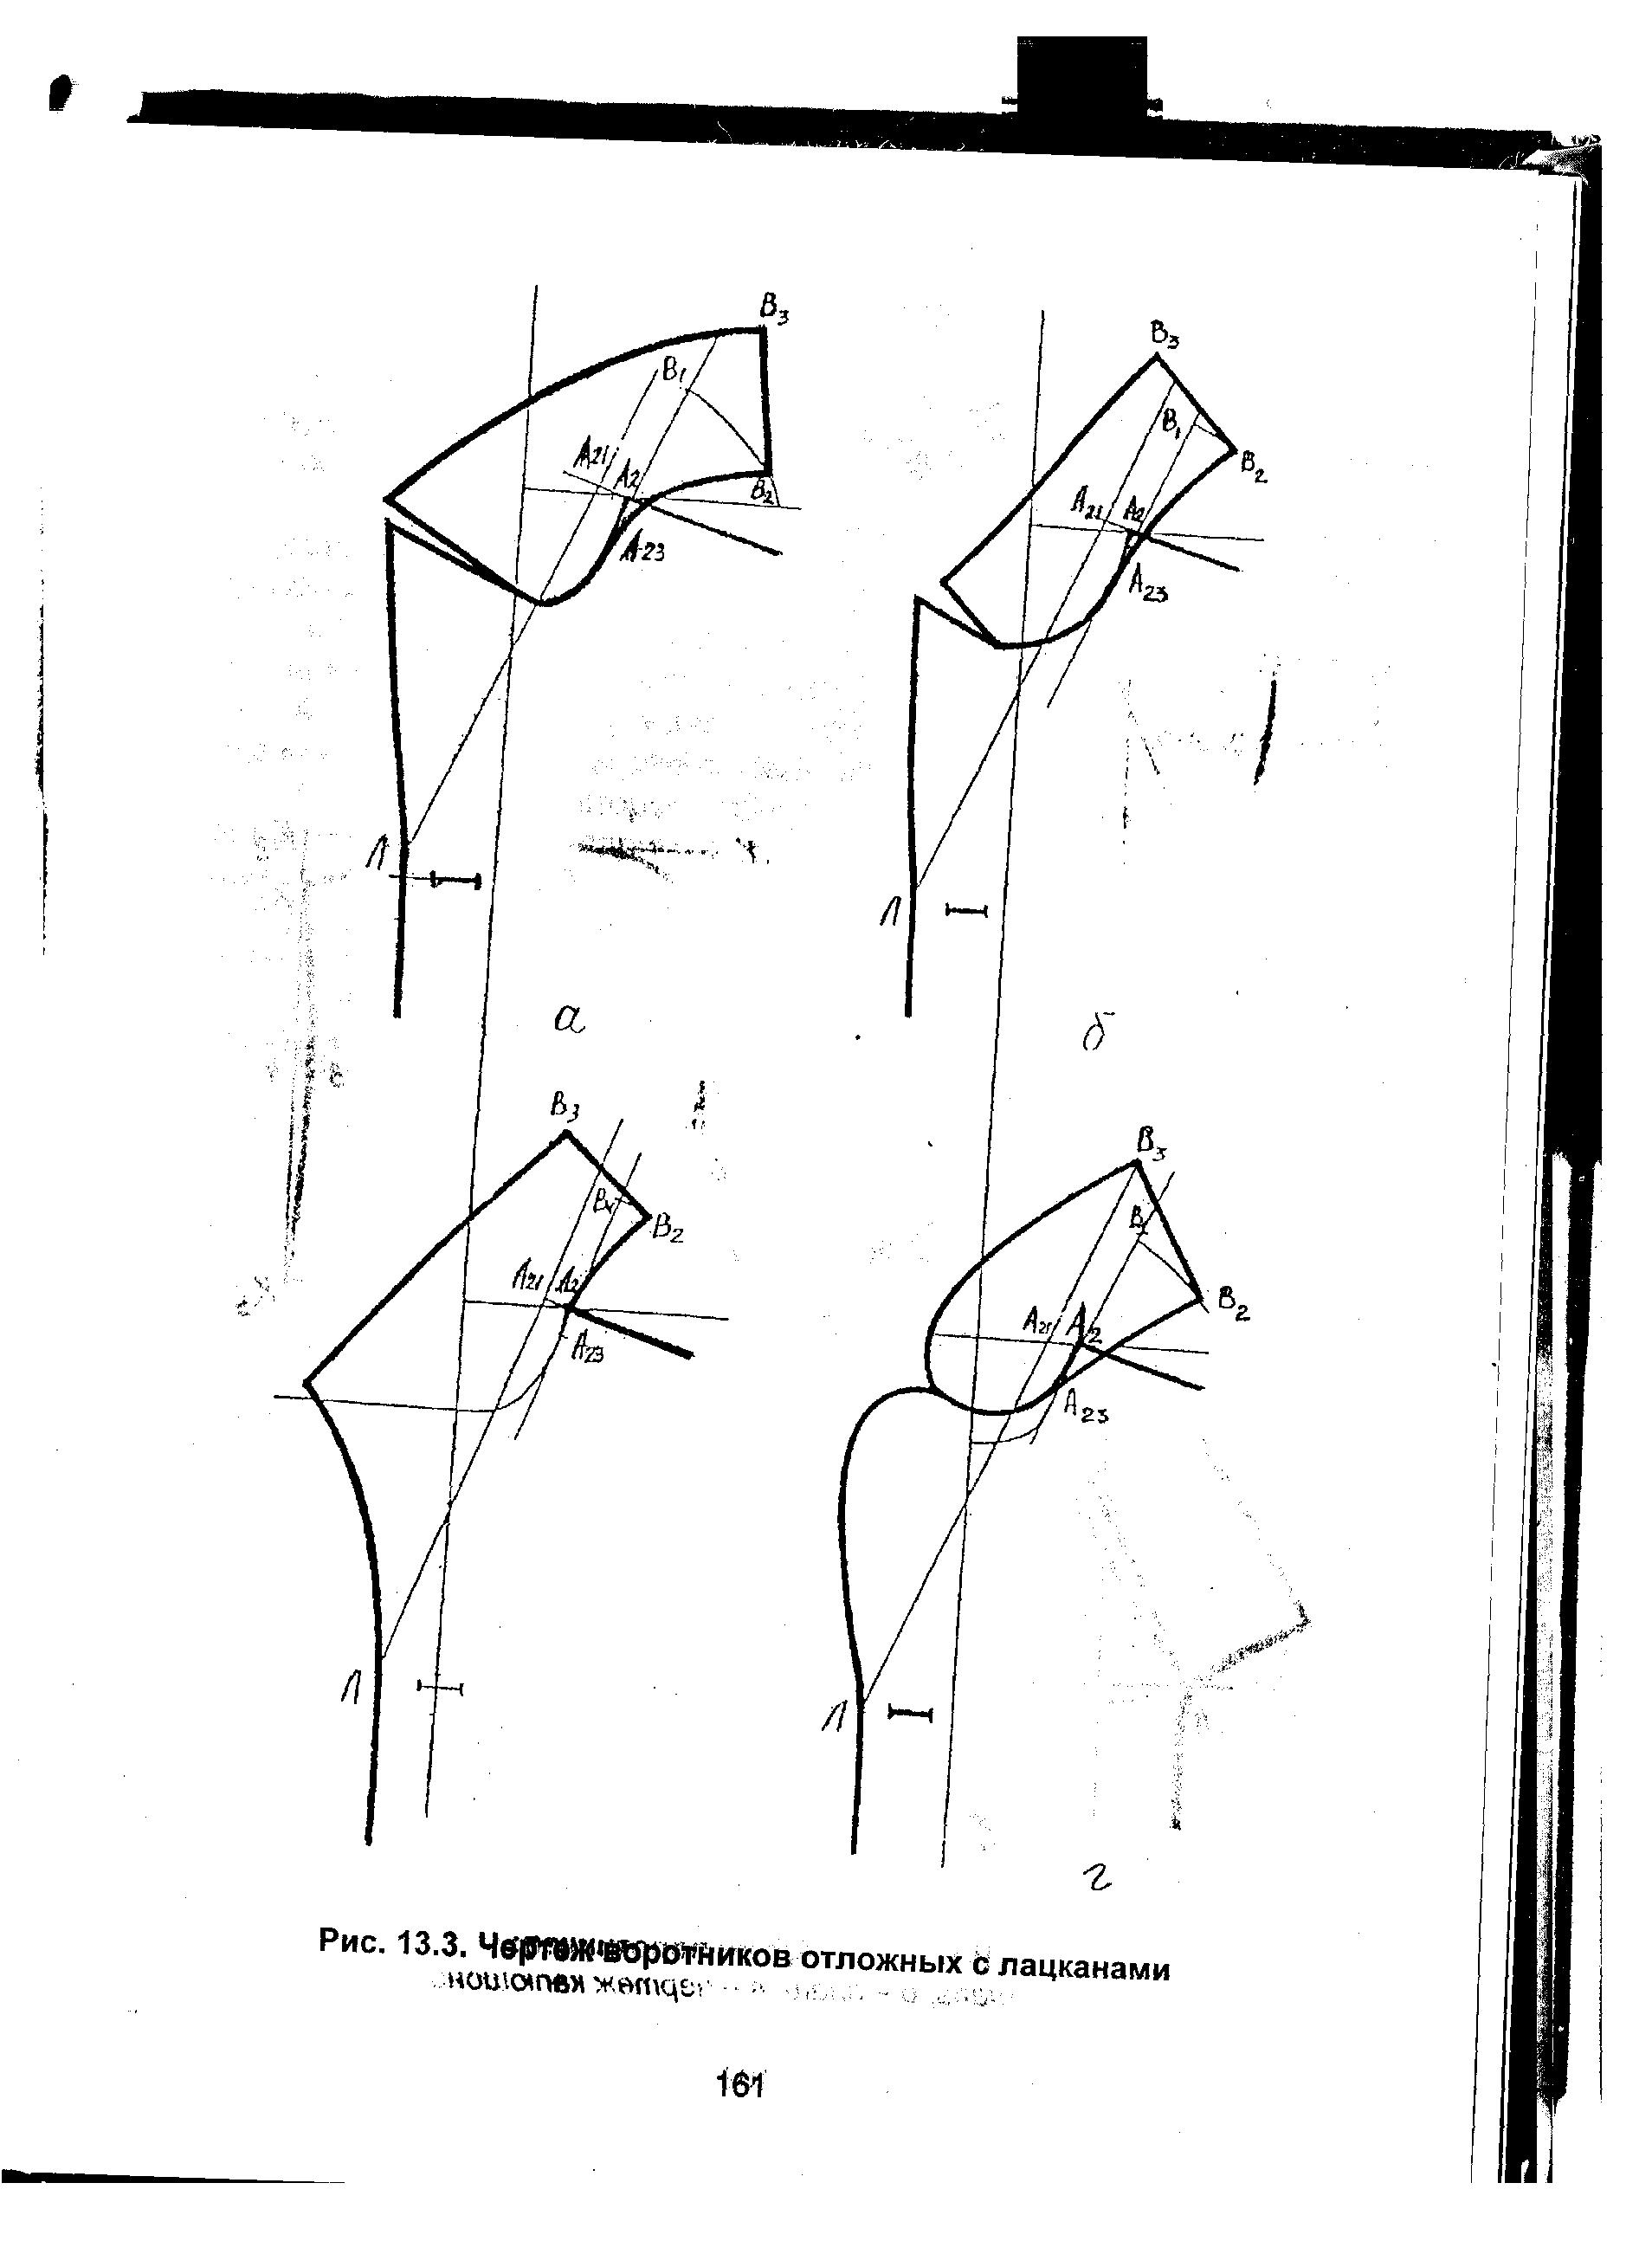 В3
В1
А21
А2
В2
А23
Л
а
В3
В1
В2
А21
А2
А23
Л
б
В3
В1
В2
А21
А2
А23
Л
В3
В1
В2
А21
А2
А23
Л
г
Рис. 13.3. Чертеж воротников отложных с лацканами
161